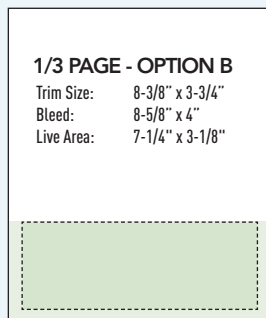 1/3 PAGE - OPTION B
Trim Size: 8-3/8” x 3-3/4”
Bleed: 8-5/8” x 4”
Live Area: 7-1/4" x 3-1/8"